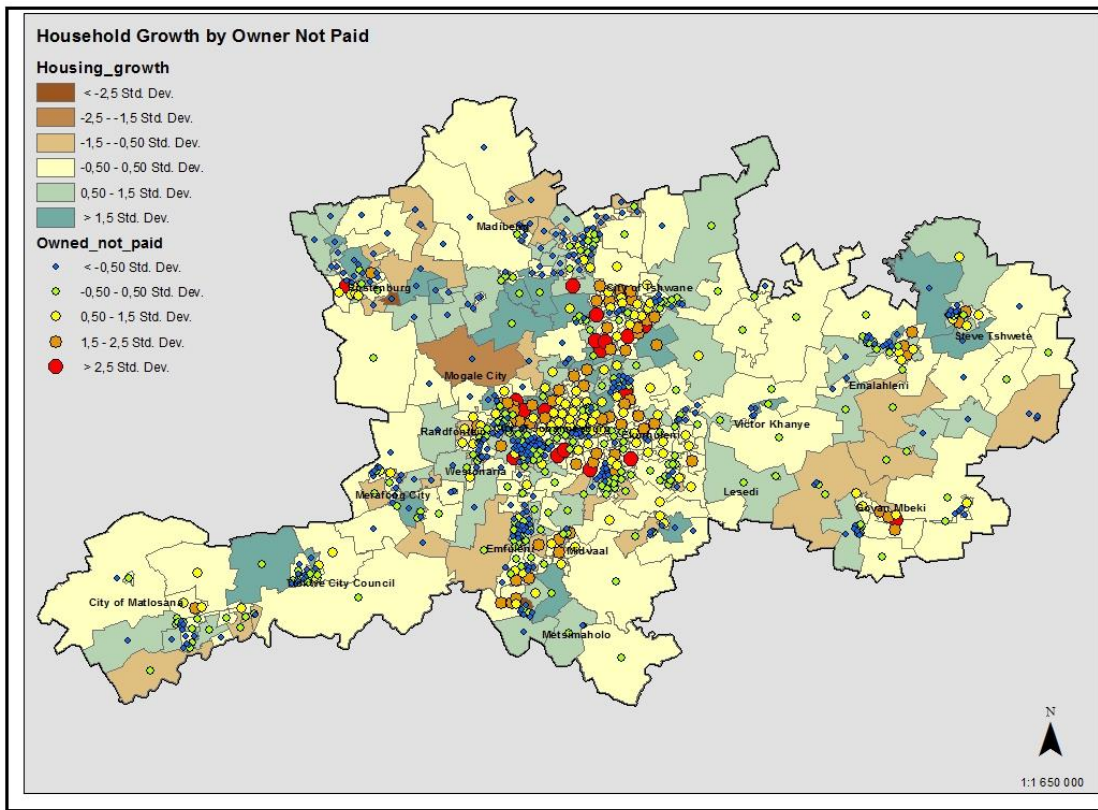 Household Growth by Owner Not Paid
Housing_growth
< -2,5 Std. Dev.
-2,5 - -1,5 Std. Dev.
-1,5 - -0,50 Std. Dev.
-0,50 - 0,50 Std. Dev.
0,50 - 1,5 Std. Dev.
> 1,5 Std. Dev.
Owned_not_paid
< -0,50 Std. Dev.
-0,50 - 0,50 Std. Dev.
0,50 - 1,5 Std. Dev.
1,5 - 2,5 Std. Dev.
> 2,5 Std. Dev.
Madibeng
Rustenburg
City of Tshwane
Steve Tshwete
Emalahleni
Mogale City
Victor Khanye
Randfontein
Ekurhuleni
Westonaria
Lesedi
Merafong City
Govan Mbeki
Emfuleni
Midvaal
City Council
City of Matlosana
Metsimaholo
N
1:1 650 000